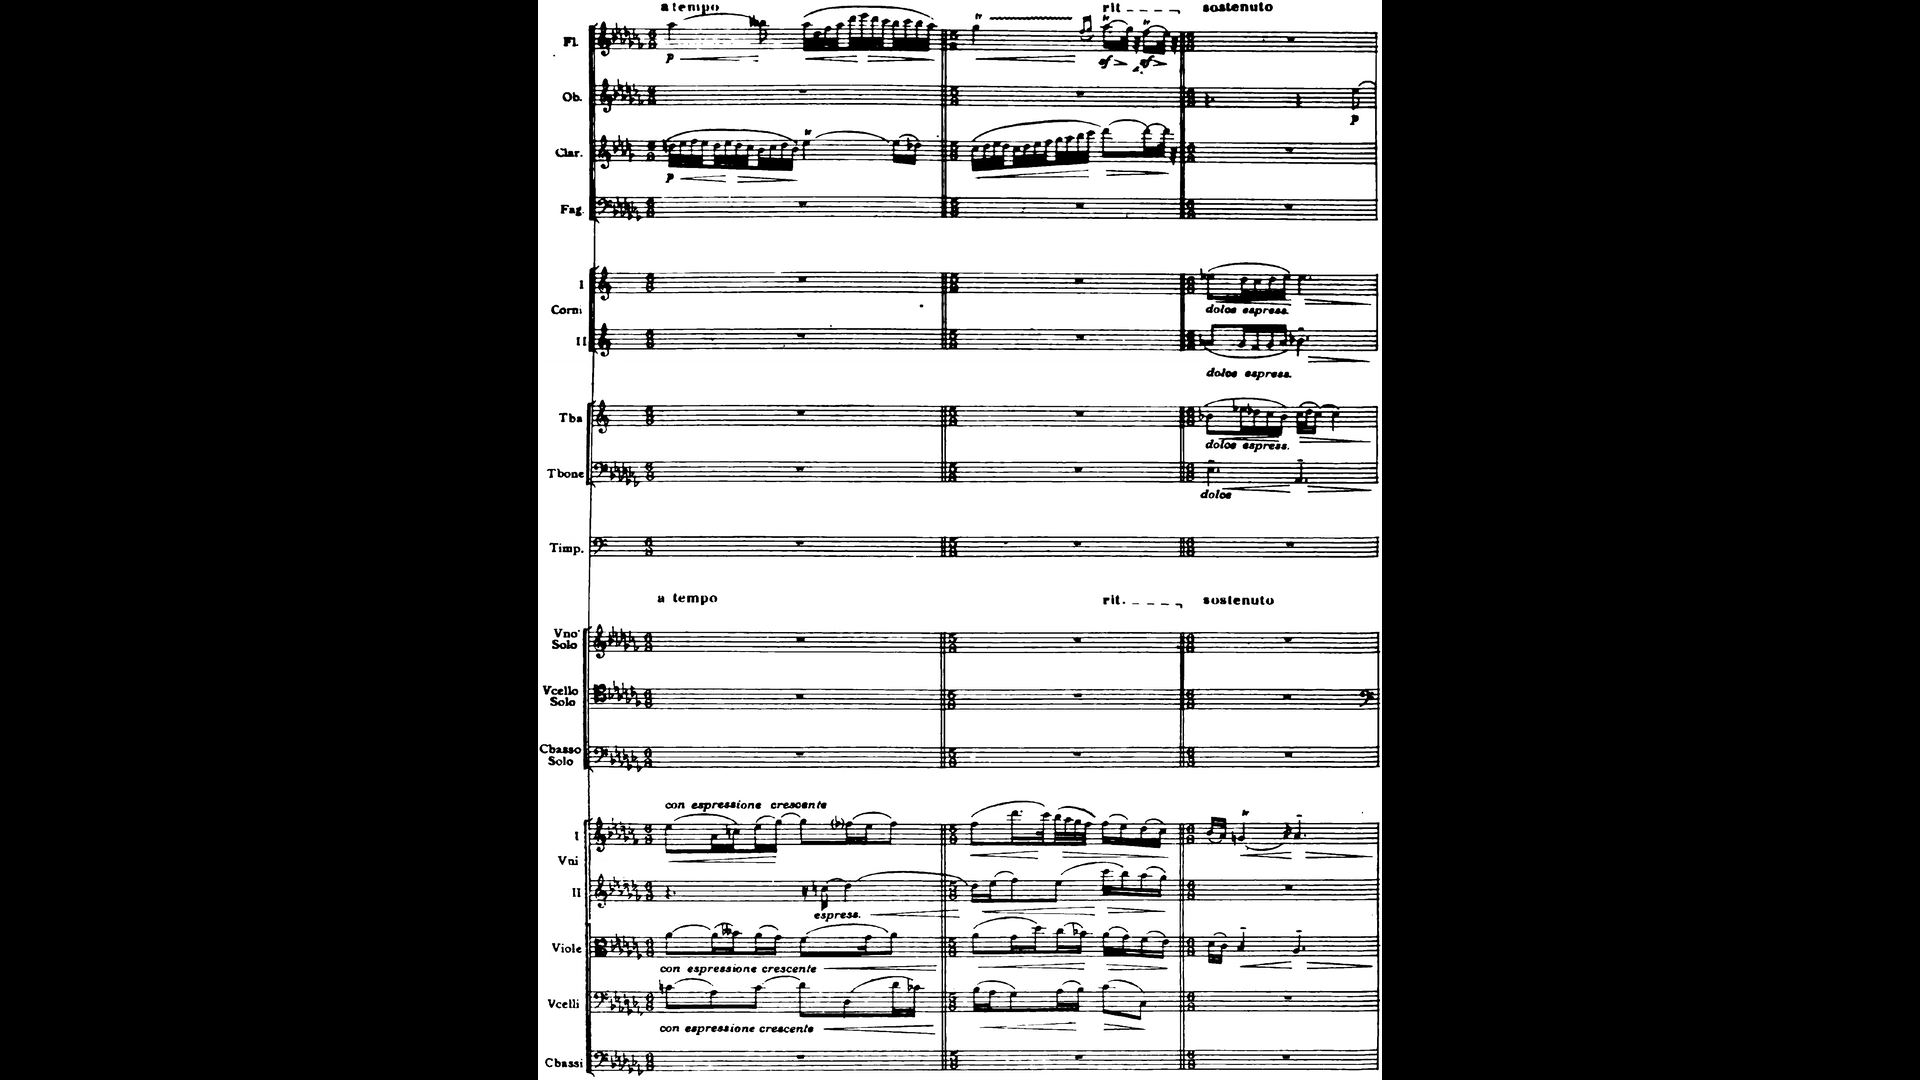 a tempo rit sostenuto
Fl.
p sf sf
Ob.
p
Clar.
p
Fag.
I
dolce espress.
Corni
II
dolce espress.
Tba
dolce espress.
Tbone
dolce
Timp.
a tempo rit. sostenuto
Vno
Solo
Vcello
Solo
Cbasso
Solo
con espressione crescente
I
Vni
II
espress.
Viole
con espressione crescente
Vcelli
con espressione crescente
Cbassi